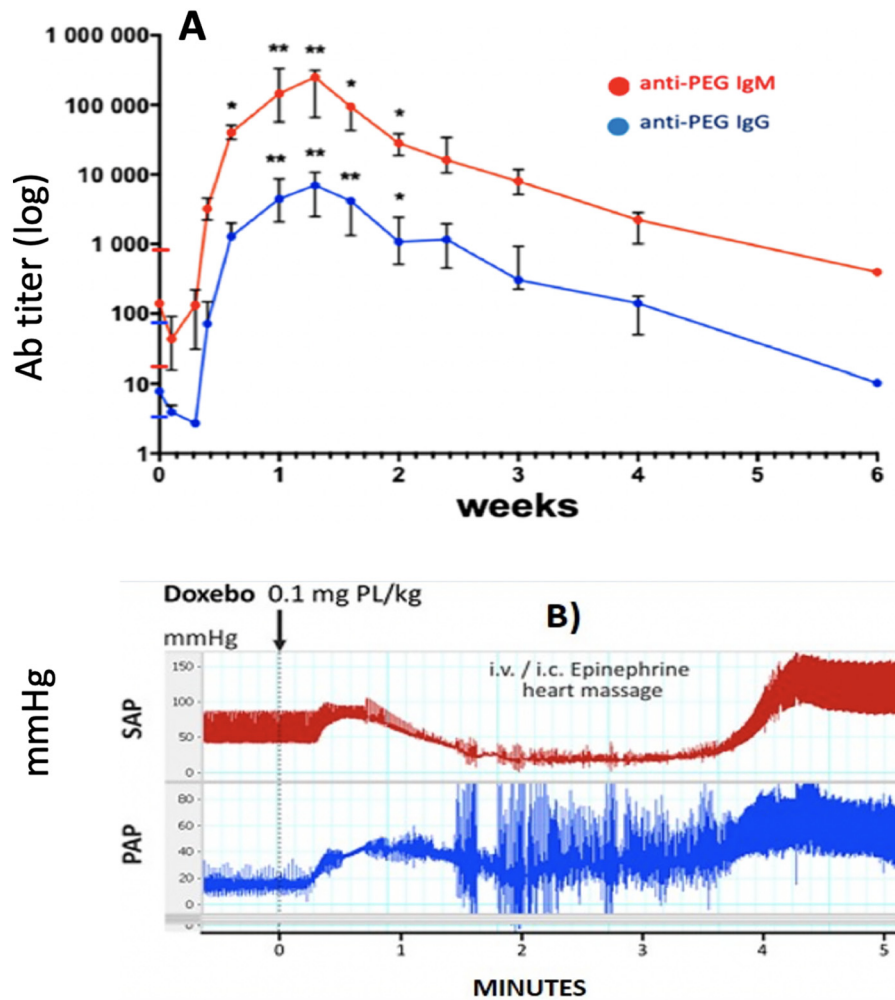 A
1 000 000
100 000
10 000
1 000
100
10
1
Ab titer (log)
** **
* *
*
** ** **
*
anti-PEG IgM
anti-PEG IgG
0 1 2 3 4 5 6
weeks
Doxebo 0.1 mg PL/kg
B)
mmHg
mmHg
SAP
150
100
50
0
i.v. / i.c. Epinephrine
heart massage
PAP
80
60
40
20
0
0 1 2 3 4 5
MINUTES